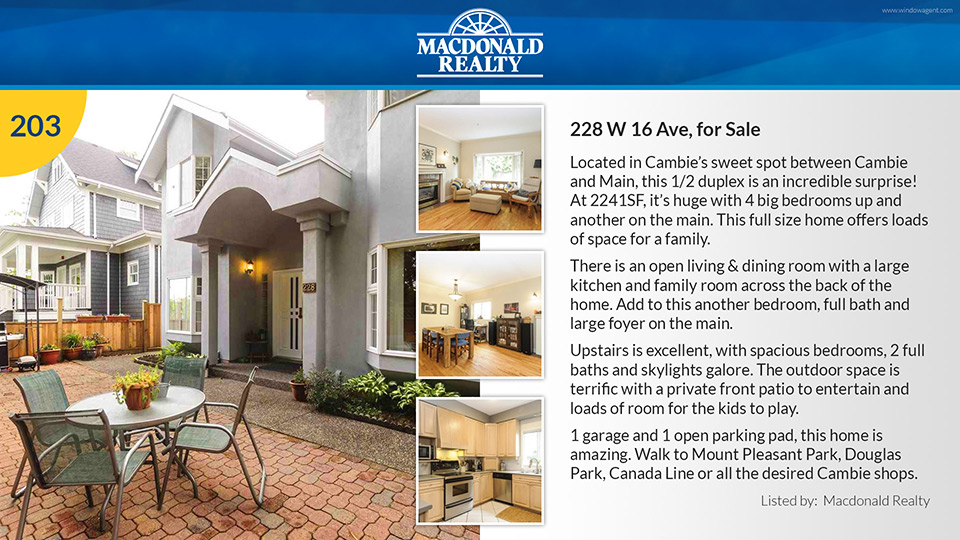 www.windowagent.com
MACDONALD
REALTY
203
228
228 W 16 Ave, for Sale
Located in Cambie's sweet spot between Cambie
and Main, this 1/2 duplex is an incredible surprise!
At 2241SF, it's huge with 4 big bedrooms up and
another on the main. This full size home offers loads
of space for a family.
There is an open living & dining room with a large
kitchen and family room across the back of the
home. Add to this another bedroom, full bath and
large foyer on the main.
Upstairs is excellent, with spacious bedrooms, 2 full
baths and skylights galore. The outdoor space is
terrific with a private front patio to entertain and
loads of room for the kids to play.
1 garage and 1 open parking pad, this home is
amazing. Walk to Mount Pleasant Park, Douglas
Park, Canada Line or all the desired Cambie shops.
Listed by: Macdonald Realty